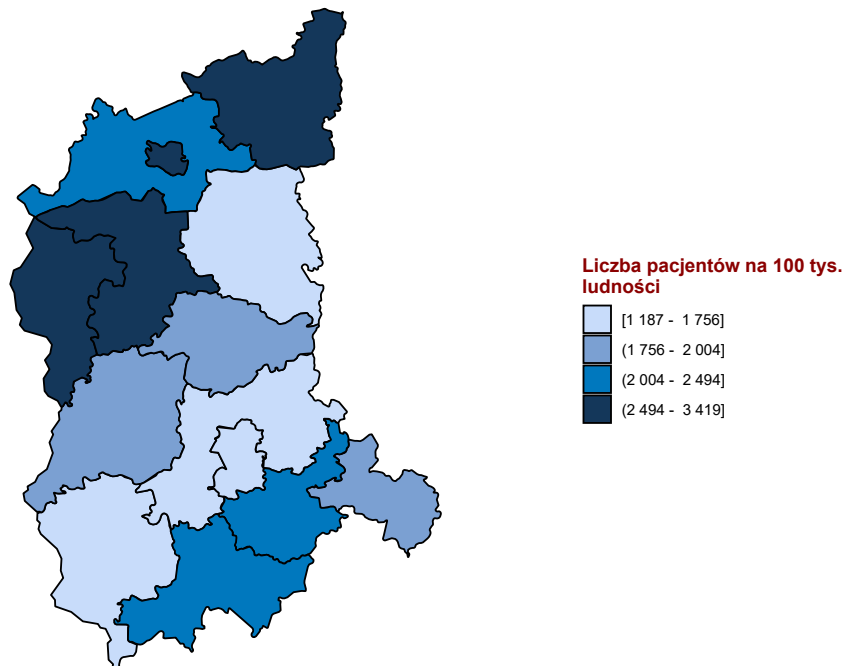 Liczba pacjentów na 100 tys.
ludności
[1 187 - 1 756]
(1 756 - 2 004]
(2 004 - 2 494]
(2 494 - 3 419]